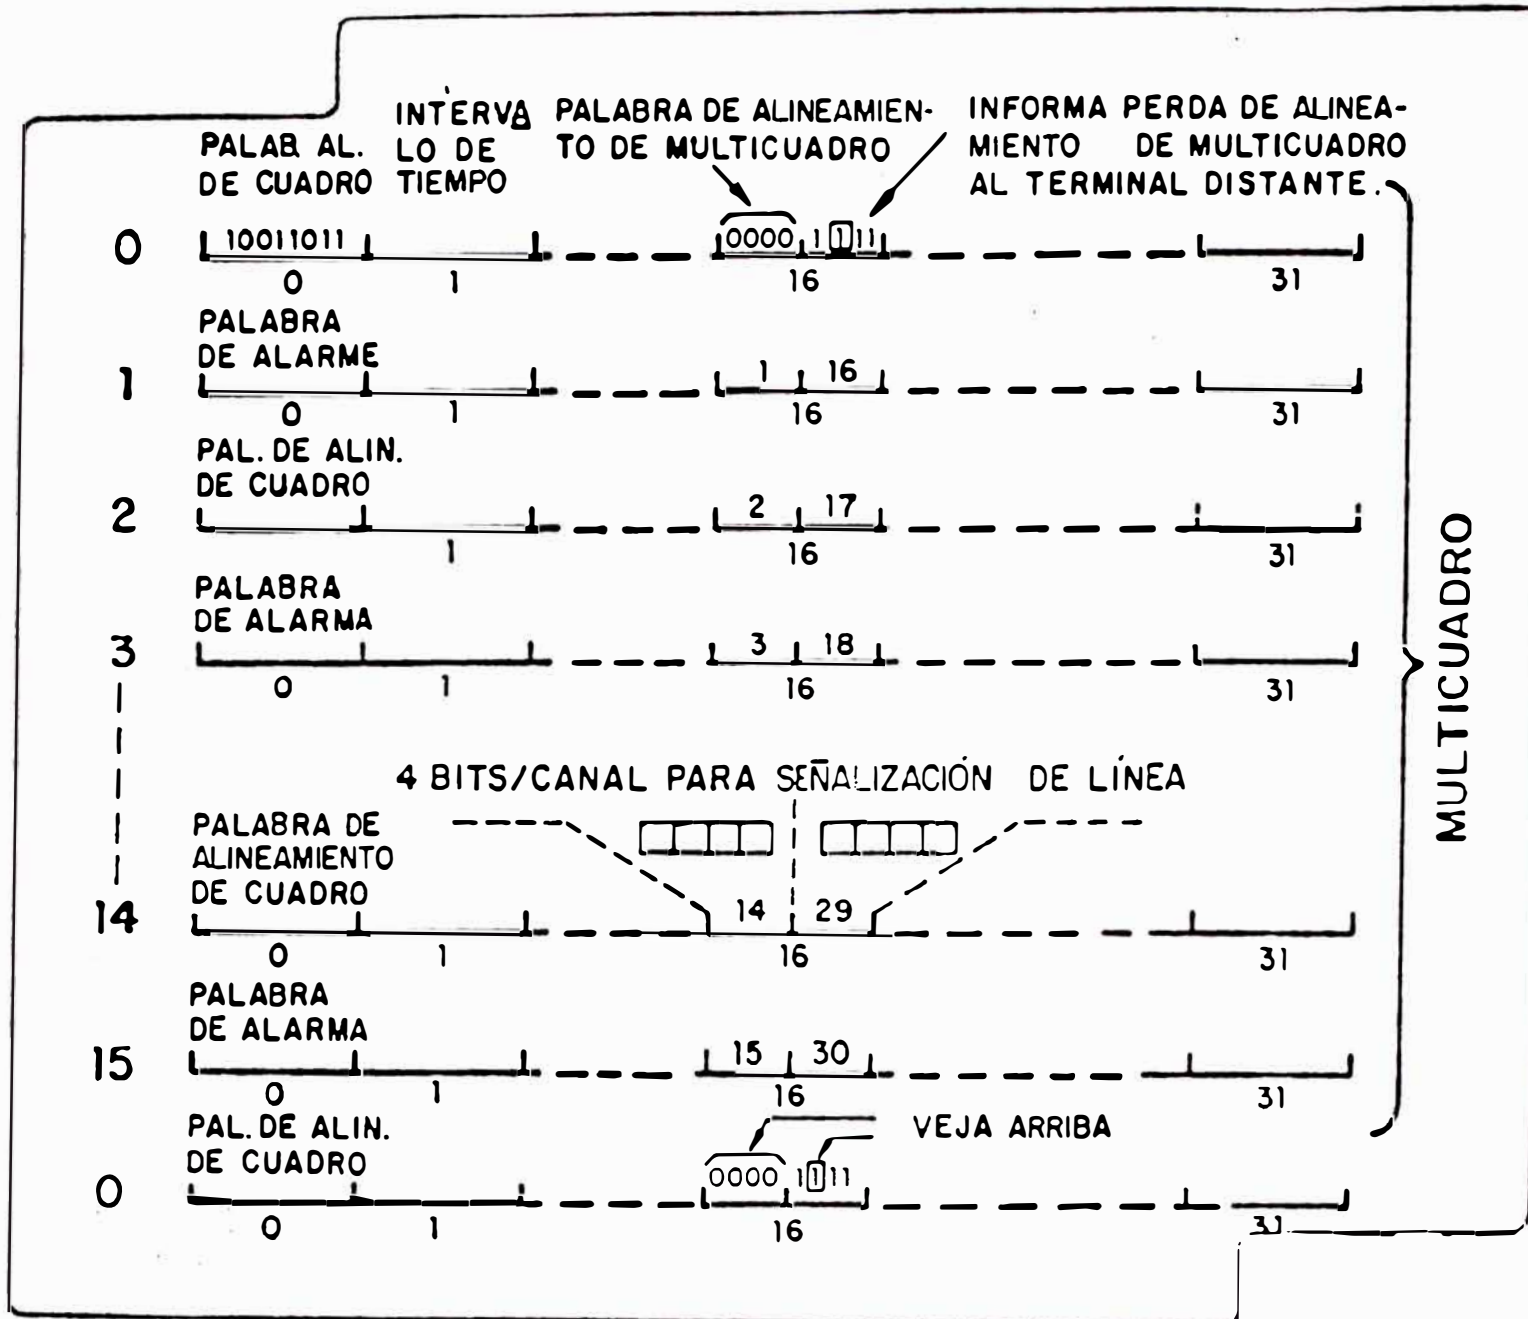 PALAB AL. DE CUADRO
INTERVA LO DE TIEMPO
PALABRA DE ALINEAMIEN-
TO DE MULTICUADRO
INFORMA PERDA DE ALINEA-
MIENTO DE MULTICUADRO
AL TERMINAL DISTANTE.
0 10011011 0000 1 1 11
0 1 16 31
PALABRA
DE ALARME
1 1 16
0 1 16 31
PAL. DE ALIN.
DE CUADRO
2 2 17
1 16 31
PALABRA
DE ALARMA
3 3 18
0 1 16 31
4 BITS/CANAL PARA SEÑALIZACIÓN DE LÍNEA
PALABRA DE
ALINEAMIENTO
DE CUADRO
14 14 29
0 1 16 31
PALABRA
DE ALARMA
15 15 30
0 1 16 31
PAL. DE ALIN.
DE CUADRO
VEJA ARRIBA
0 0000 1 1 11
0 1 16 31
MULTICUADRO